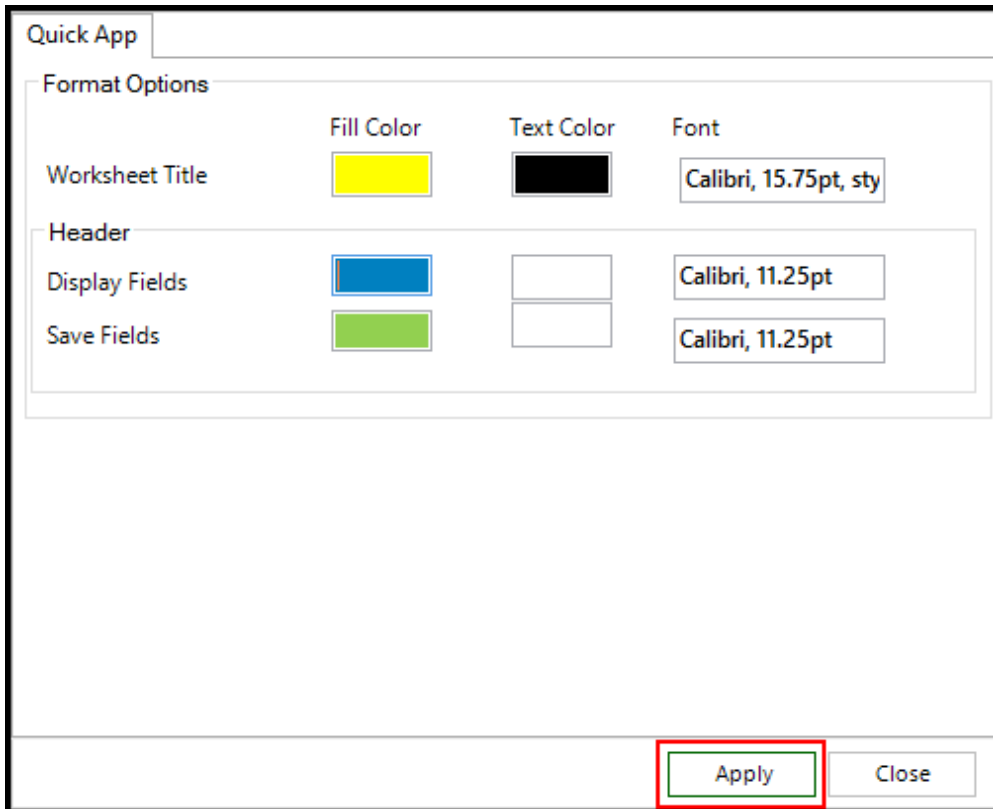 Quick App
Format Options
Fill Color Text Color Font
Worksheet Title Calibri, 15.75pt, sty
Header
Display Fields Calibri, 11.25pt
Save Fields Calibri, 11.25pt
Apply Close